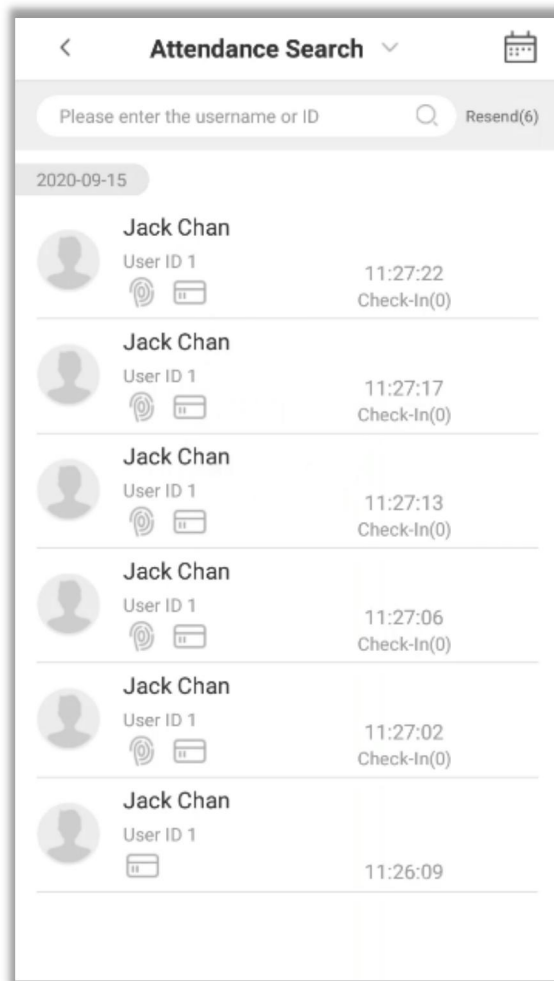 Attendance Search
Please enter the username or ID
Resend(6)
2020-09-15
Jack Chan
User ID 1
11:27:22
Check-In(0)
Jack Chan
User ID 1
11:27:17
Check-In(0)
Jack Chan
User ID 1
11:27:13
Check-In(0)
Jack Chan
User ID 1
11:27:06
Check-In(0)
Jack Chan
User ID 1
11:27:02
Check-In(0)
Jack Chan
User ID 1
11:26:09